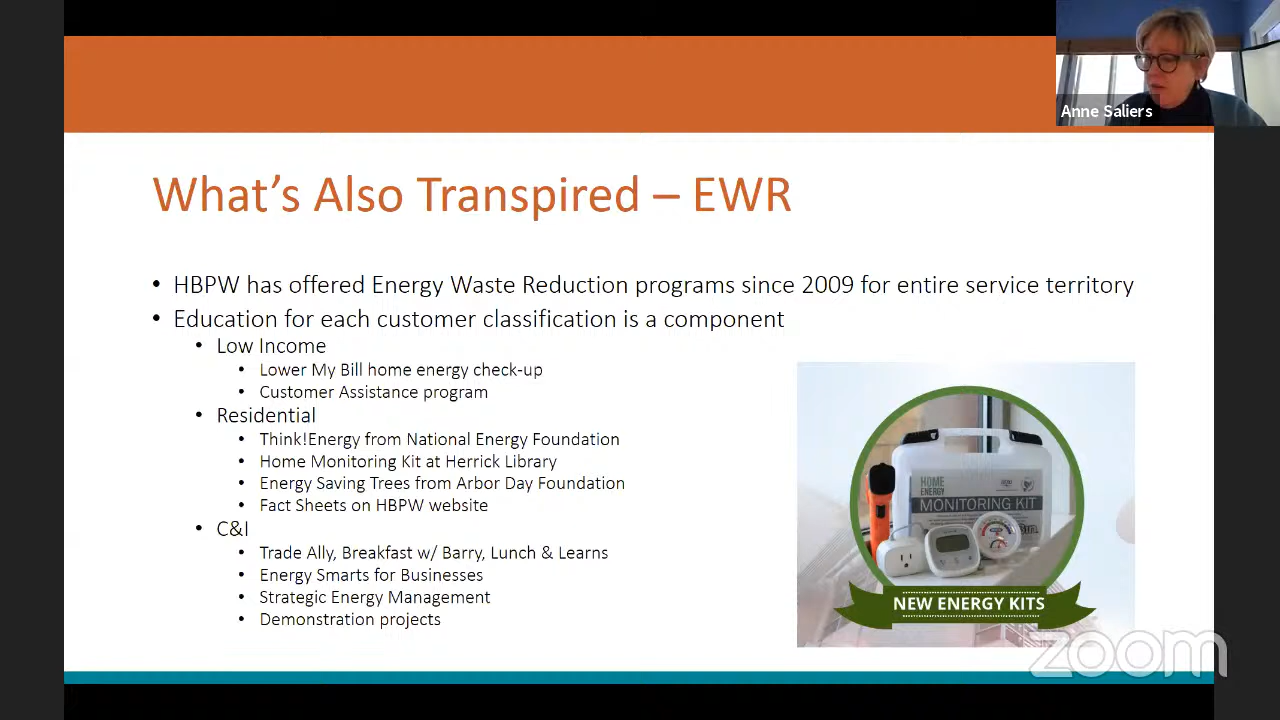 Anne Saliers
What's Also Transpired – EWR
• HBPW has offered Energy Waste Reduction programs since 2009 for entire service territory
• Education for each customer classification is a component
• Low Income
• Lower My Bill home energy check-up
• Customer Assistance program
• Residential
• Think!Energy from National Energy Foundation
• Home Monitoring Kit at Herrick Library
• Energy Saving Trees from Arbor Day Foundation
• Fact Sheets on HBPW website
• C&I
• Trade Ally, Breakfast w/ Barry, Lunch & Learns
• Energy Smarts for Businesses
• Strategic Energy Management
• Demonstration projects
HOME
ENERGY
MONITORING KIT
NEW ENERGY KITS
zoom